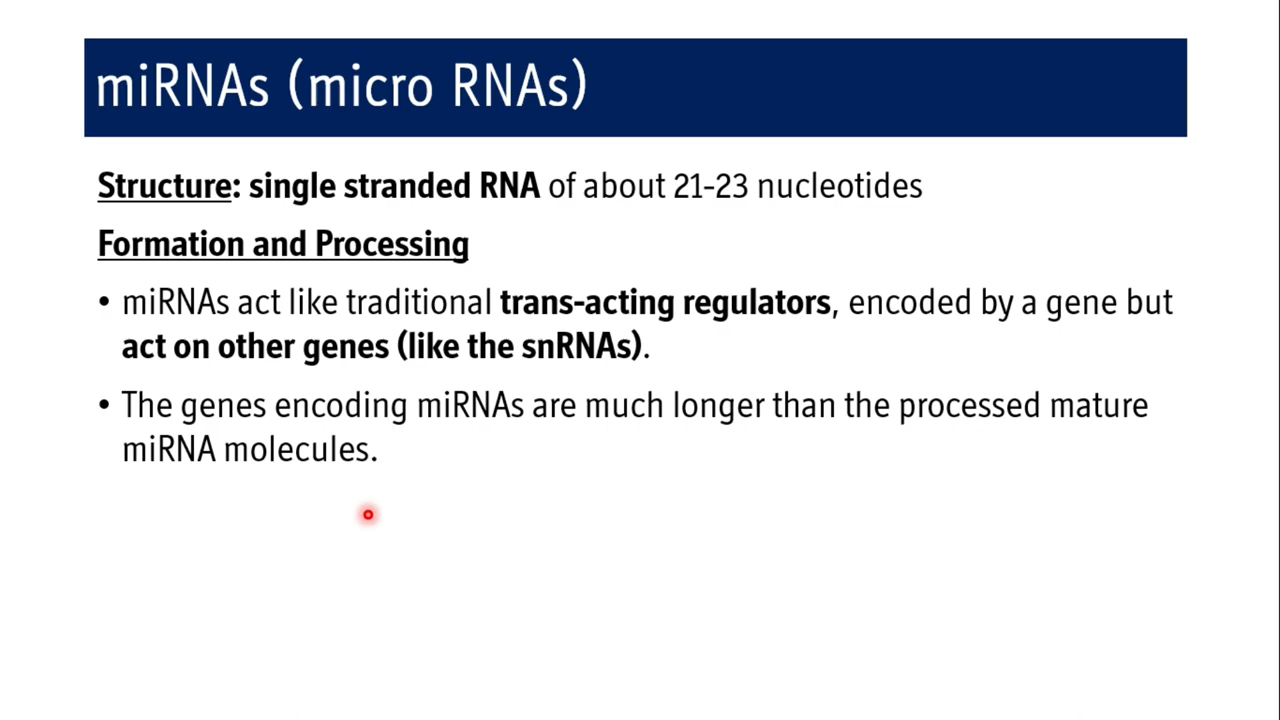 miRNAs (micro RNAs)
Structure: single stranded RNA of about 21-23 nucleotides
Formation and Processing
• miRNAs act like traditional trans-acting regulators, encoded by a gene but
act on other genes (like the snRNAs).
• The genes encoding miRNAs are much longer than the processed mature
miRNA molecules.